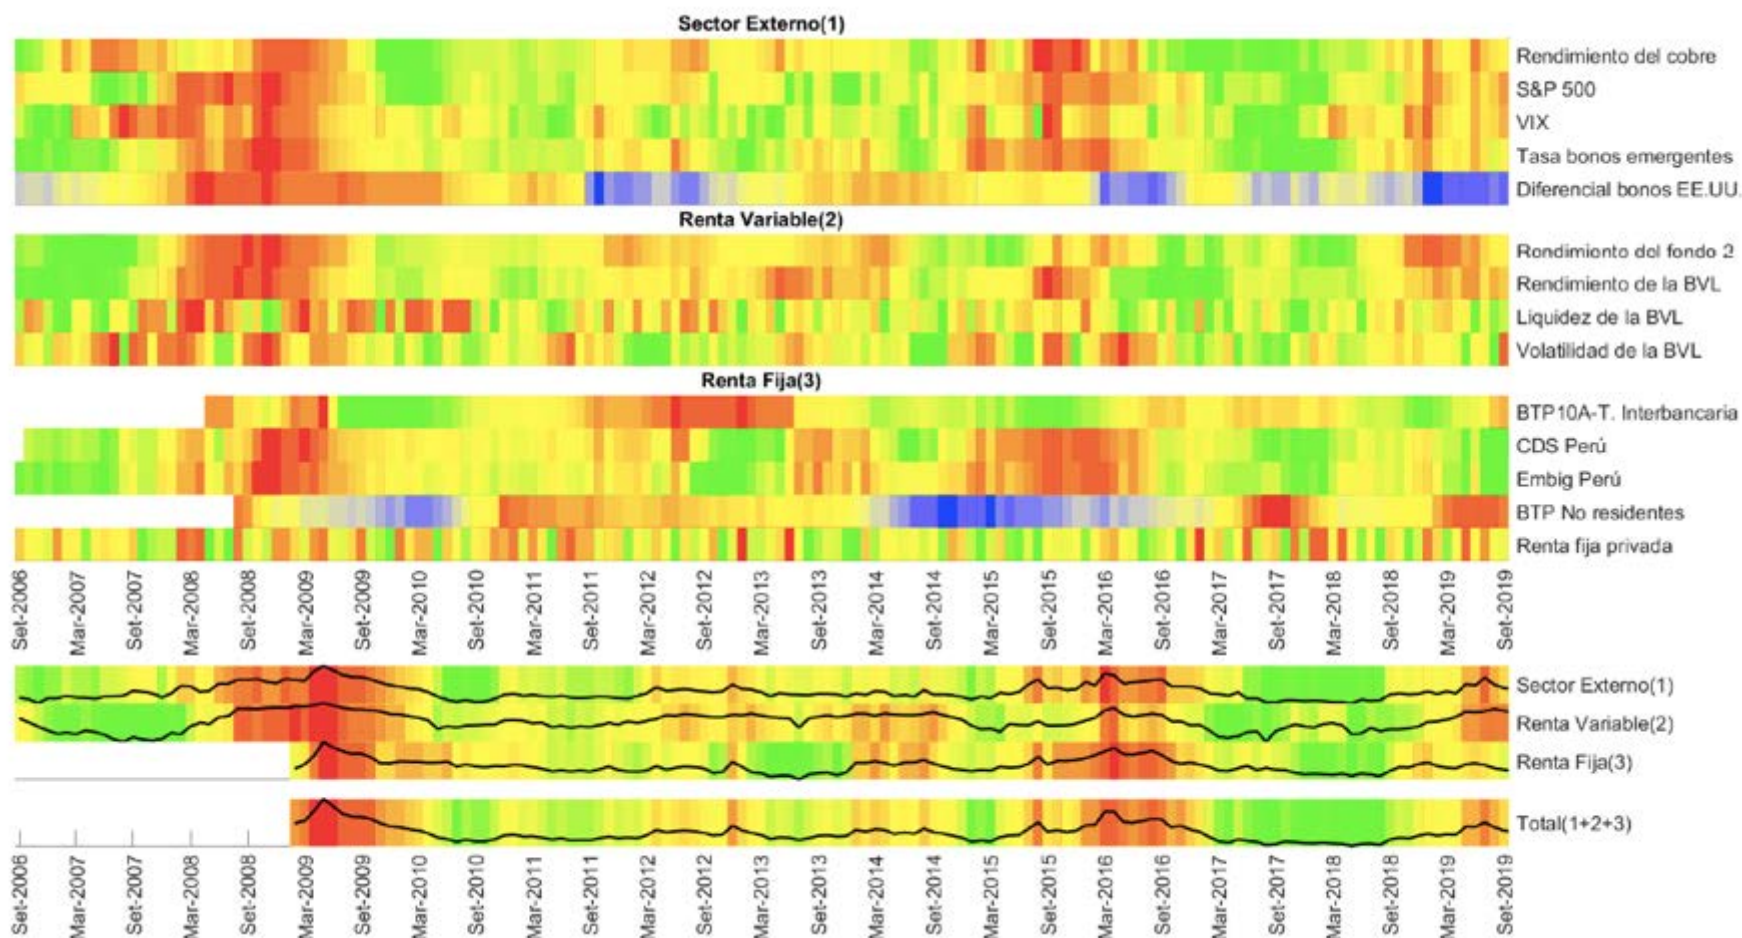 Sector Externo(1)
Rendimiento del cobre
S&P 500
VIX
Tasa bonos emergentes
Diferencial bonos EE.UU.
Renta Variable(2)
Rendimiento del fondo 2
Rendimiento de la BVL
Liquidez de la BVL
Volatilidad de la BVL
Renta Fija(3)
BTP10A-T. Interbancaria
CDS Perú
Embig Perú
BTP No residentes
Renta fija privada
Set-2006
Mar-2007
Set-2007
Mar-2008
Set-2008
Mar-2009
Set-2009
Mar-2010
Set-2010
Mar-2011
Set-2011
Mar-2012
Set-2012
Mar-2013
Set-2013
Mar-2014
Set-2014
Mar-2015
Set-2015
Mar-2016
Set-2016
Mar-2017
Set-2017
Mar-2018
Set-2018
Mar-2019
Set-2019
Sector Externo(1)
Renta Variable(2)
Renta Fija(3)
Total(1+2+3)
Set-2006
Mar-2007
Set-2007
Mar-2008
Set-2008
Mar-2009
Set-2009
Mar-2010
Set-2010
Mar-2011
Set-2011
Mar-2012
Set-2012
Mar-2013
Set-2013
Mar-2014
Set-2014
Mar-2015
Set-2015
Mar-2016
Set-2016
Mar-2017
Set-2017
Mar-2018
Set-2018
Mar-2019
Set-2019